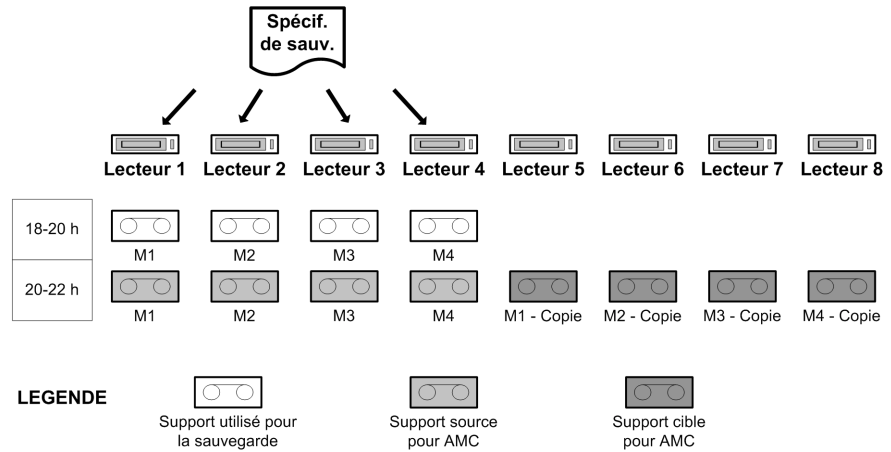 Spécif.
de sauv.
Lecteur 1 Lecteur 2 Lecteur 3 Lecteur 4 Lecteur 5 Lecteur 6 Lecteur 7 Lecteur 8
18-20 h
M1 M2 M3 M4
20-22 h
M1 M2 M3 M4 M1 - Copie M2 - Copie M3 - Copie M4 - Copie
LEGENDE
Support utilisé pour
la sauvegarde
Support source
pour AMC
Support cible
pour AMC